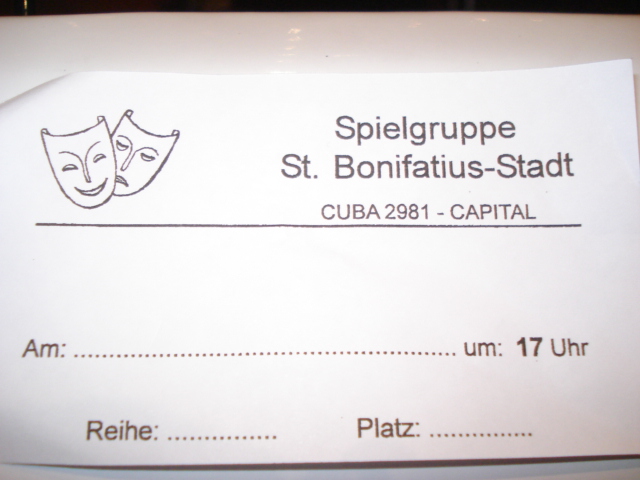 Spielgruppe
St. Bonifatius-Stadt
CUBA 2981 - CAPITAL
Am: ........................................................ um: 17 Uhr
Reihe: ................ Platz: ...............